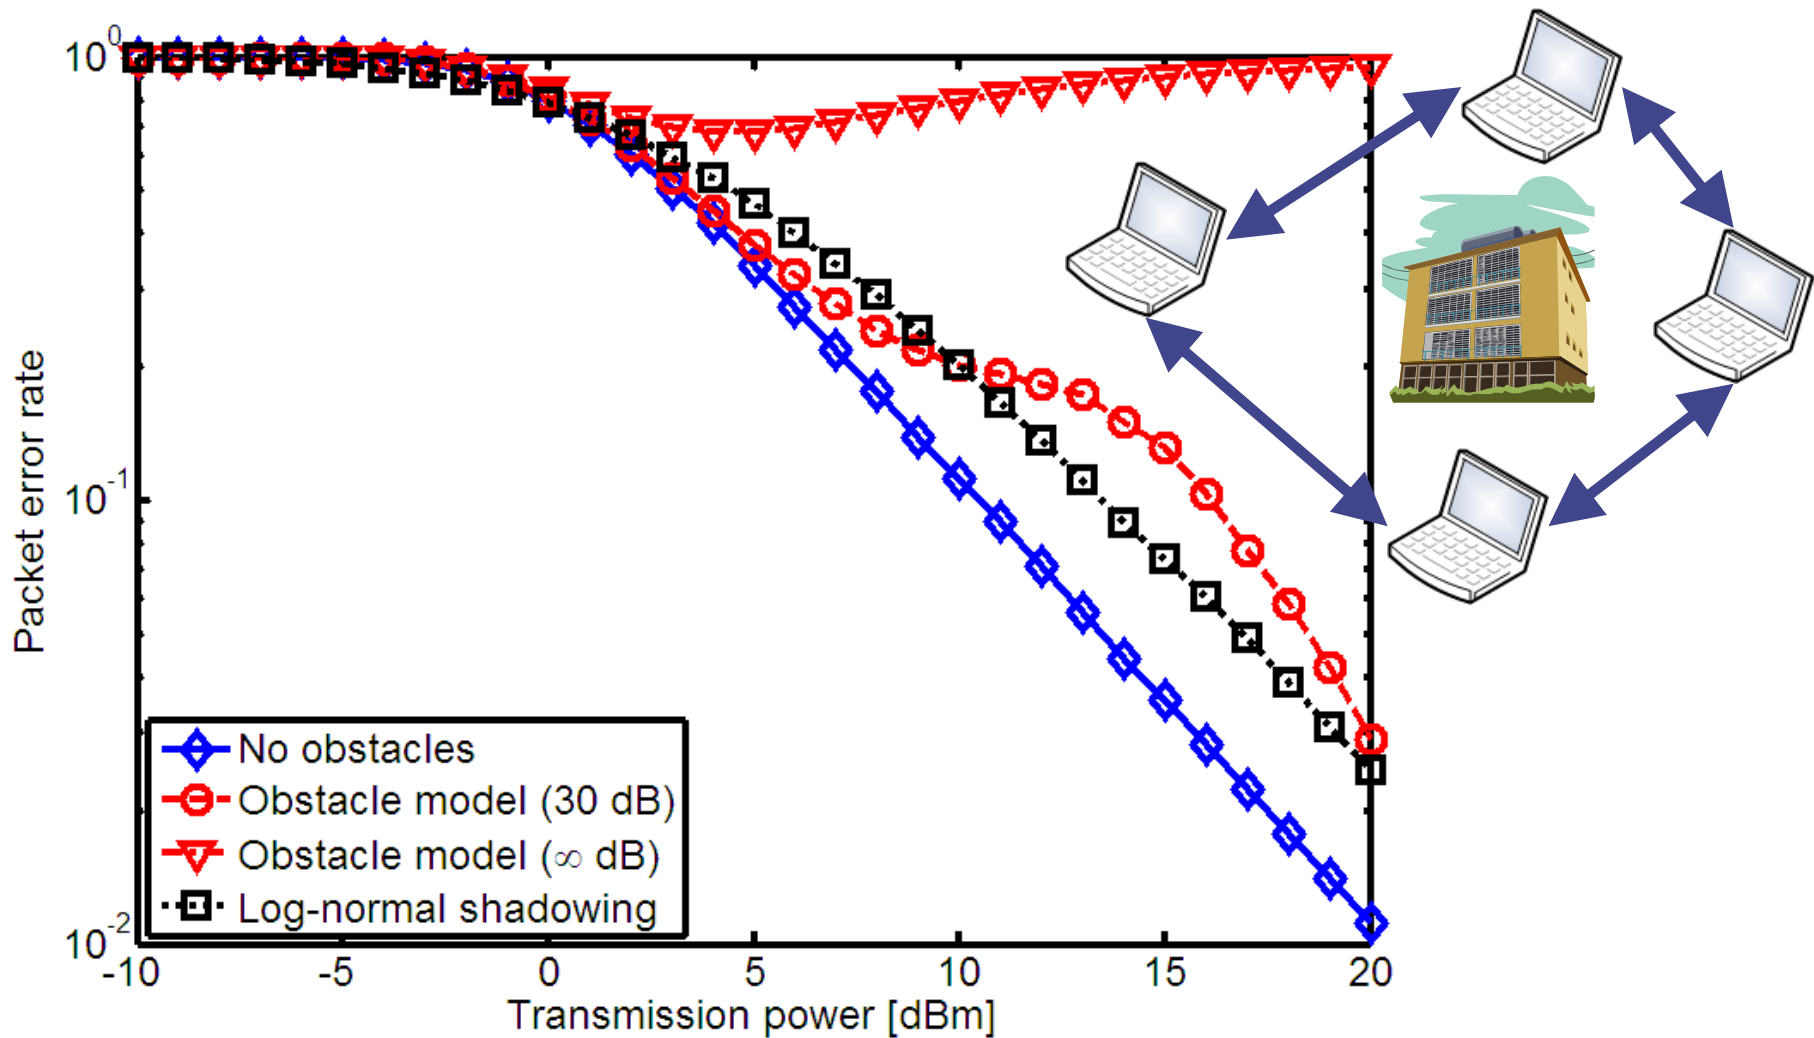 10^0
10^-1
10^-2
Packet error rate
No obstacles
Obstacle model (30 dB)
Obstacle model (∞ dB)
Log-normal shadowing
-10 -5 0 5 10 15 20
Transmission power [dBm]